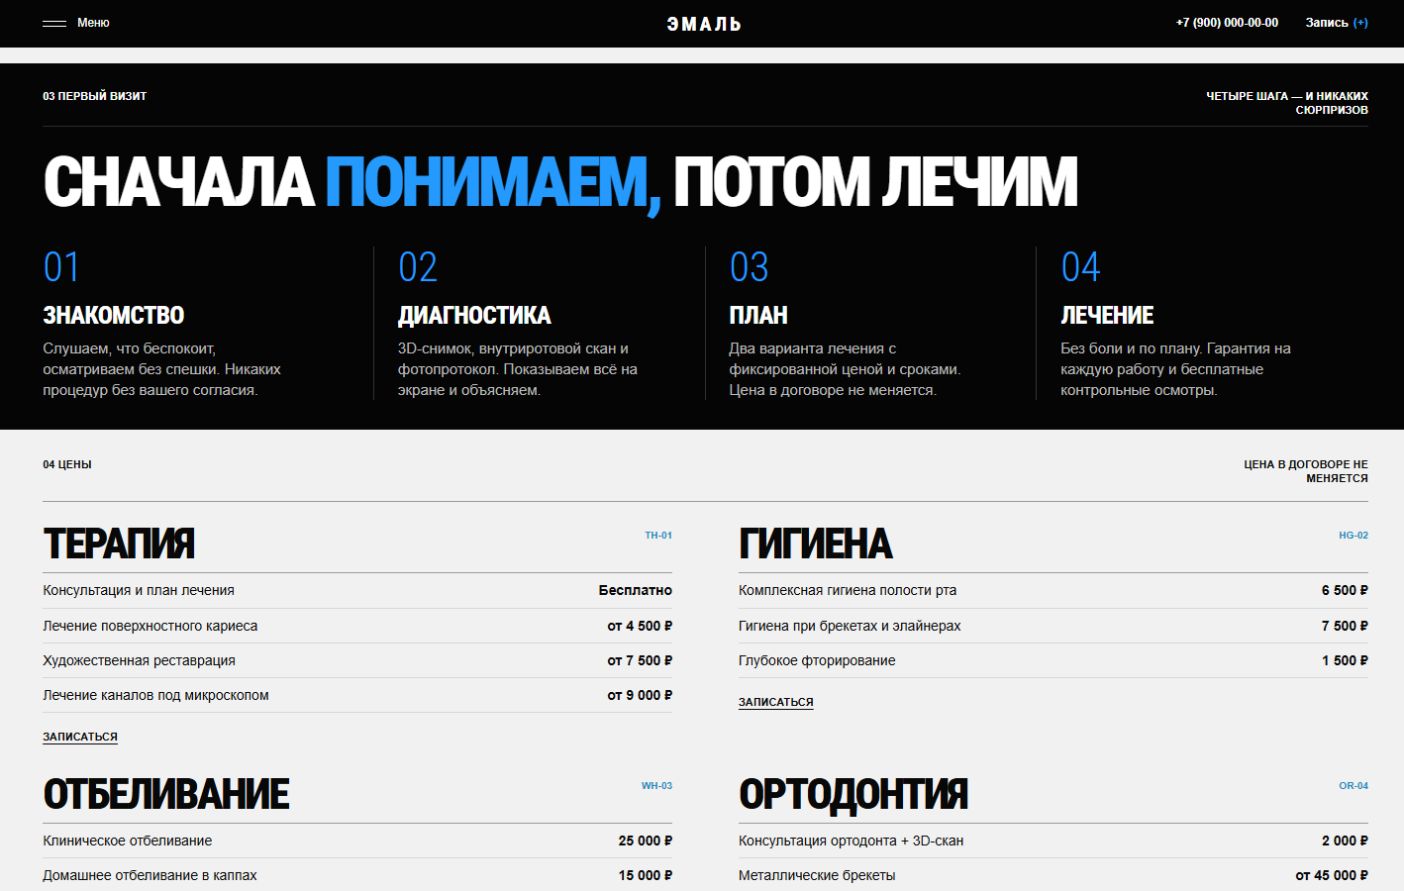 Меню
ЭМАЛЬ
+7 (900) 000-00-00
Запись (+)
03 ПЕРВЫЙ ВИЗИТ
ЧЕТЫРЕ ШАГА — И НИКАКИХ
СЮРПРИЗОВ
СНАЧАЛА ПОНИМАЕМ, ПОТОМ ЛЕЧИМ
01
ЗНАКОМСТВО
Слушаем, что беспокоит,
осматриваем без спешки. Никаких
процедур без вашего согласия.
02
ДИАГНОСТИКА
3D-снимок, внутриротовой скан и
фотопротокол. Показываем всё на
экране и объясняем.
03
ПЛАН
Два варианта лечения с
фиксированной ценой и сроками.
Цена в договоре не меняется.
04
ЛЕЧЕНИЕ
Без боли и по плану. Гарантия на
каждую работу и бесплатные
контрольные осмотры.
04 ЦЕНЫ
ЦЕНА В ДОГОВОРЕ НЕ
МЕНЯЕТСЯ
ТЕРАПИЯ
TH-01
Консультация и план лечения
Бесплатно
Лечение поверхностного кариеса
от 4 500 ₽
Художественная реставрация
от 7 500 ₽
Лечение каналов под микроскопом
от 9 000 ₽
ЗАПИСАТЬСЯ
ГИГИЕНА
HG-02
Комплексная гигиена полости рта
6 500 ₽
Гигиена при брекетах и элайнерах
7 500 ₽
Глубокое фторирование
1 500 ₽
ЗАПИСАТЬСЯ
ОТБЕЛИВАНИЕ
WH-03
Клиническое отбеливание
25 000 ₽
Домашнее отбеливание в каппах
15 000 ₽
ОРТОДОНТИЯ
OR-04
Консультация ортодонта + 3D-скан
2 000 ₽
Металлические брекеты
от 45 000 ₽